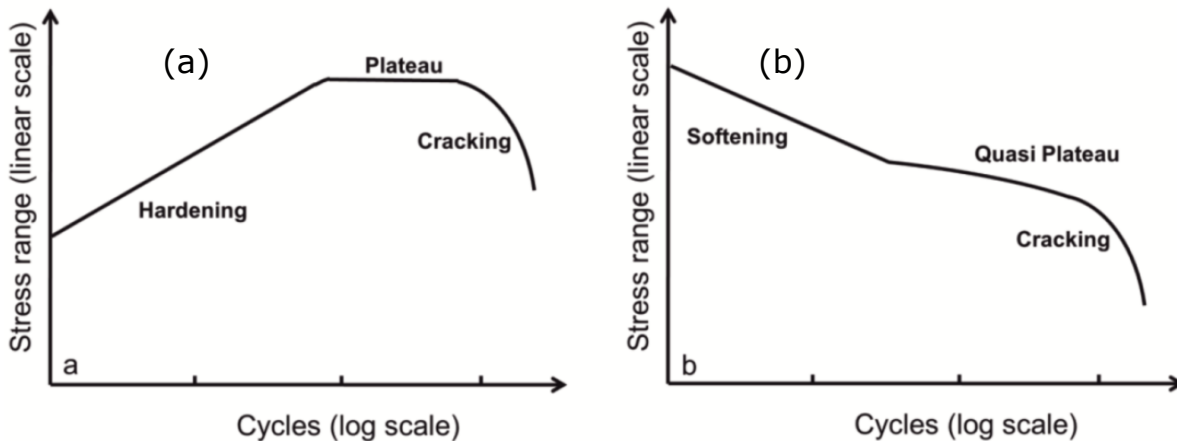 (a)
Plateau
Cracking
Hardening
Stress range (linear scale)
a
Cycles (log scale)
(b)
Softening
Quasi Plateau
Cracking
Stress range (linear scale)
b
Cycles (log scale)